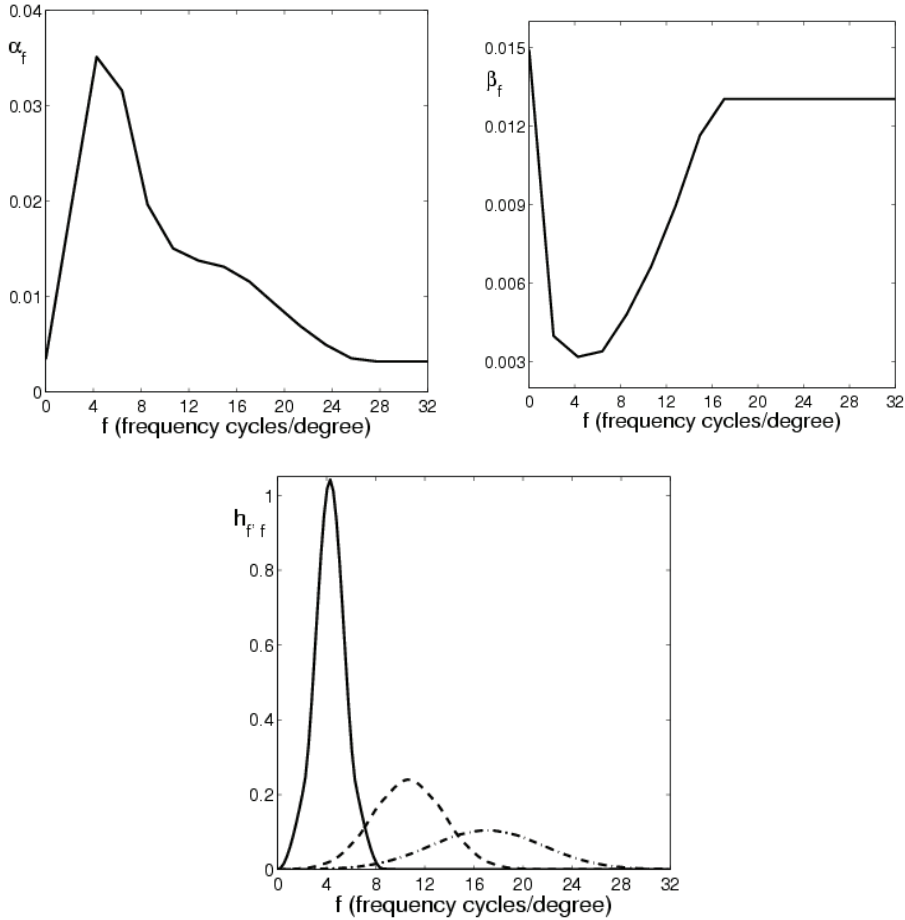 0.04
α_f
0.03
0.02
0.01
0
0 4 8 12 16 20 24 28 32
f (frequency cycles/degree)
0.015
β_f
0.012
0.009
0.006
0.003
0 4 8 12 16 20 24 28 32
f (frequency cycles/degree)
1
h_f' f
0.8
0.6
0.4
0.2
0
0 4 8 12 16 20 24 28 32
f (frequency cycles/degree)